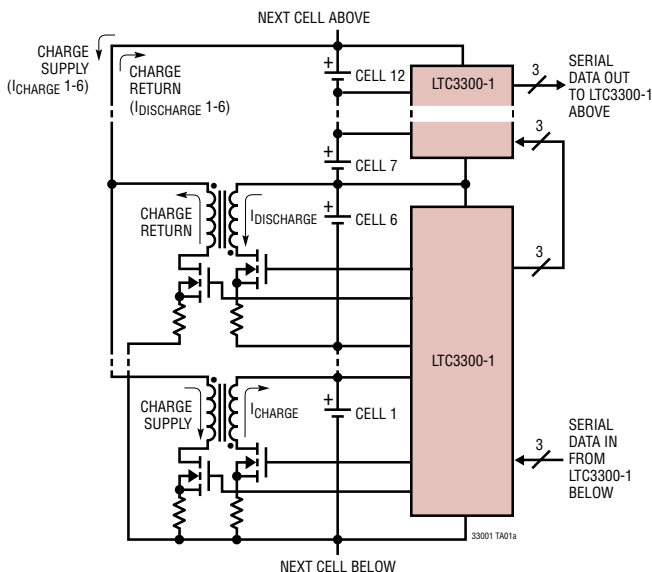 NEXT CELL ABOVE
CHARGE
SUPPLY
(ICHARGE 1-6)
CHARGE
RETURN
(IDISCHARGE 1-6)
+
CELL 12
LTC3300-1
3
SERIAL
DATA OUT
TO LTC3300-1
ABOVE
3
+
CELL 7
CHARGE
RETURN
IDISCHARGE
+
CELL 6
3
LTC3300-1
CHARGE
SUPPLY
ICHARGE
+
CELL 1
3
SERIAL
DATA IN
FROM
LTC3300-1
BELOW
33001 TA01a
NEXT CELL BELOW